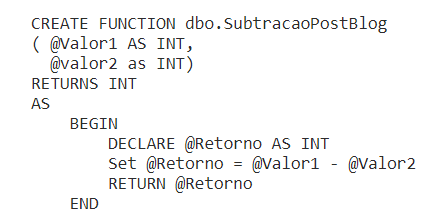 CREATE FUNCTION dbo.SubtracaoPostBlog
( @Valor1 AS INT,
  @valor2 as INT)
RETURNS INT
AS
    BEGIN
        DECLARE @Retorno AS INT
        Set @Retorno = @Valor1 - @Valor2
        RETURN @Retorno
    END